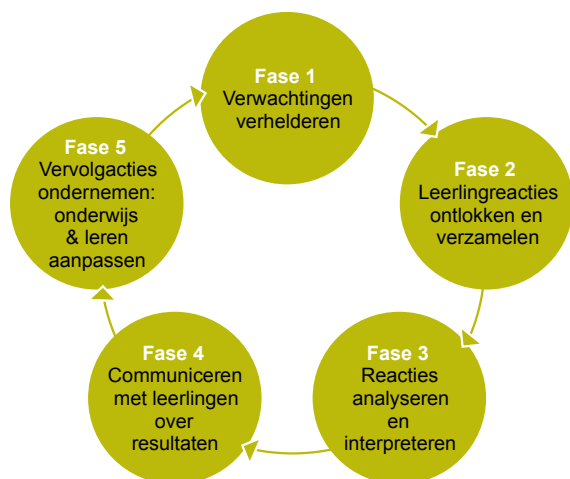 Fase 1
Verwachtingen
verhelderen
Fase 2
Leerlingreacties
ontlokken en
verzamelen
Fase 3
Reacties
analyseren
en
interpreteren
Fase 4
Communiceren
met leerlingen
over
resultaten
Fase 5
Vervolgacties
ondernemen:
onderwijs
& leren
aanpassen